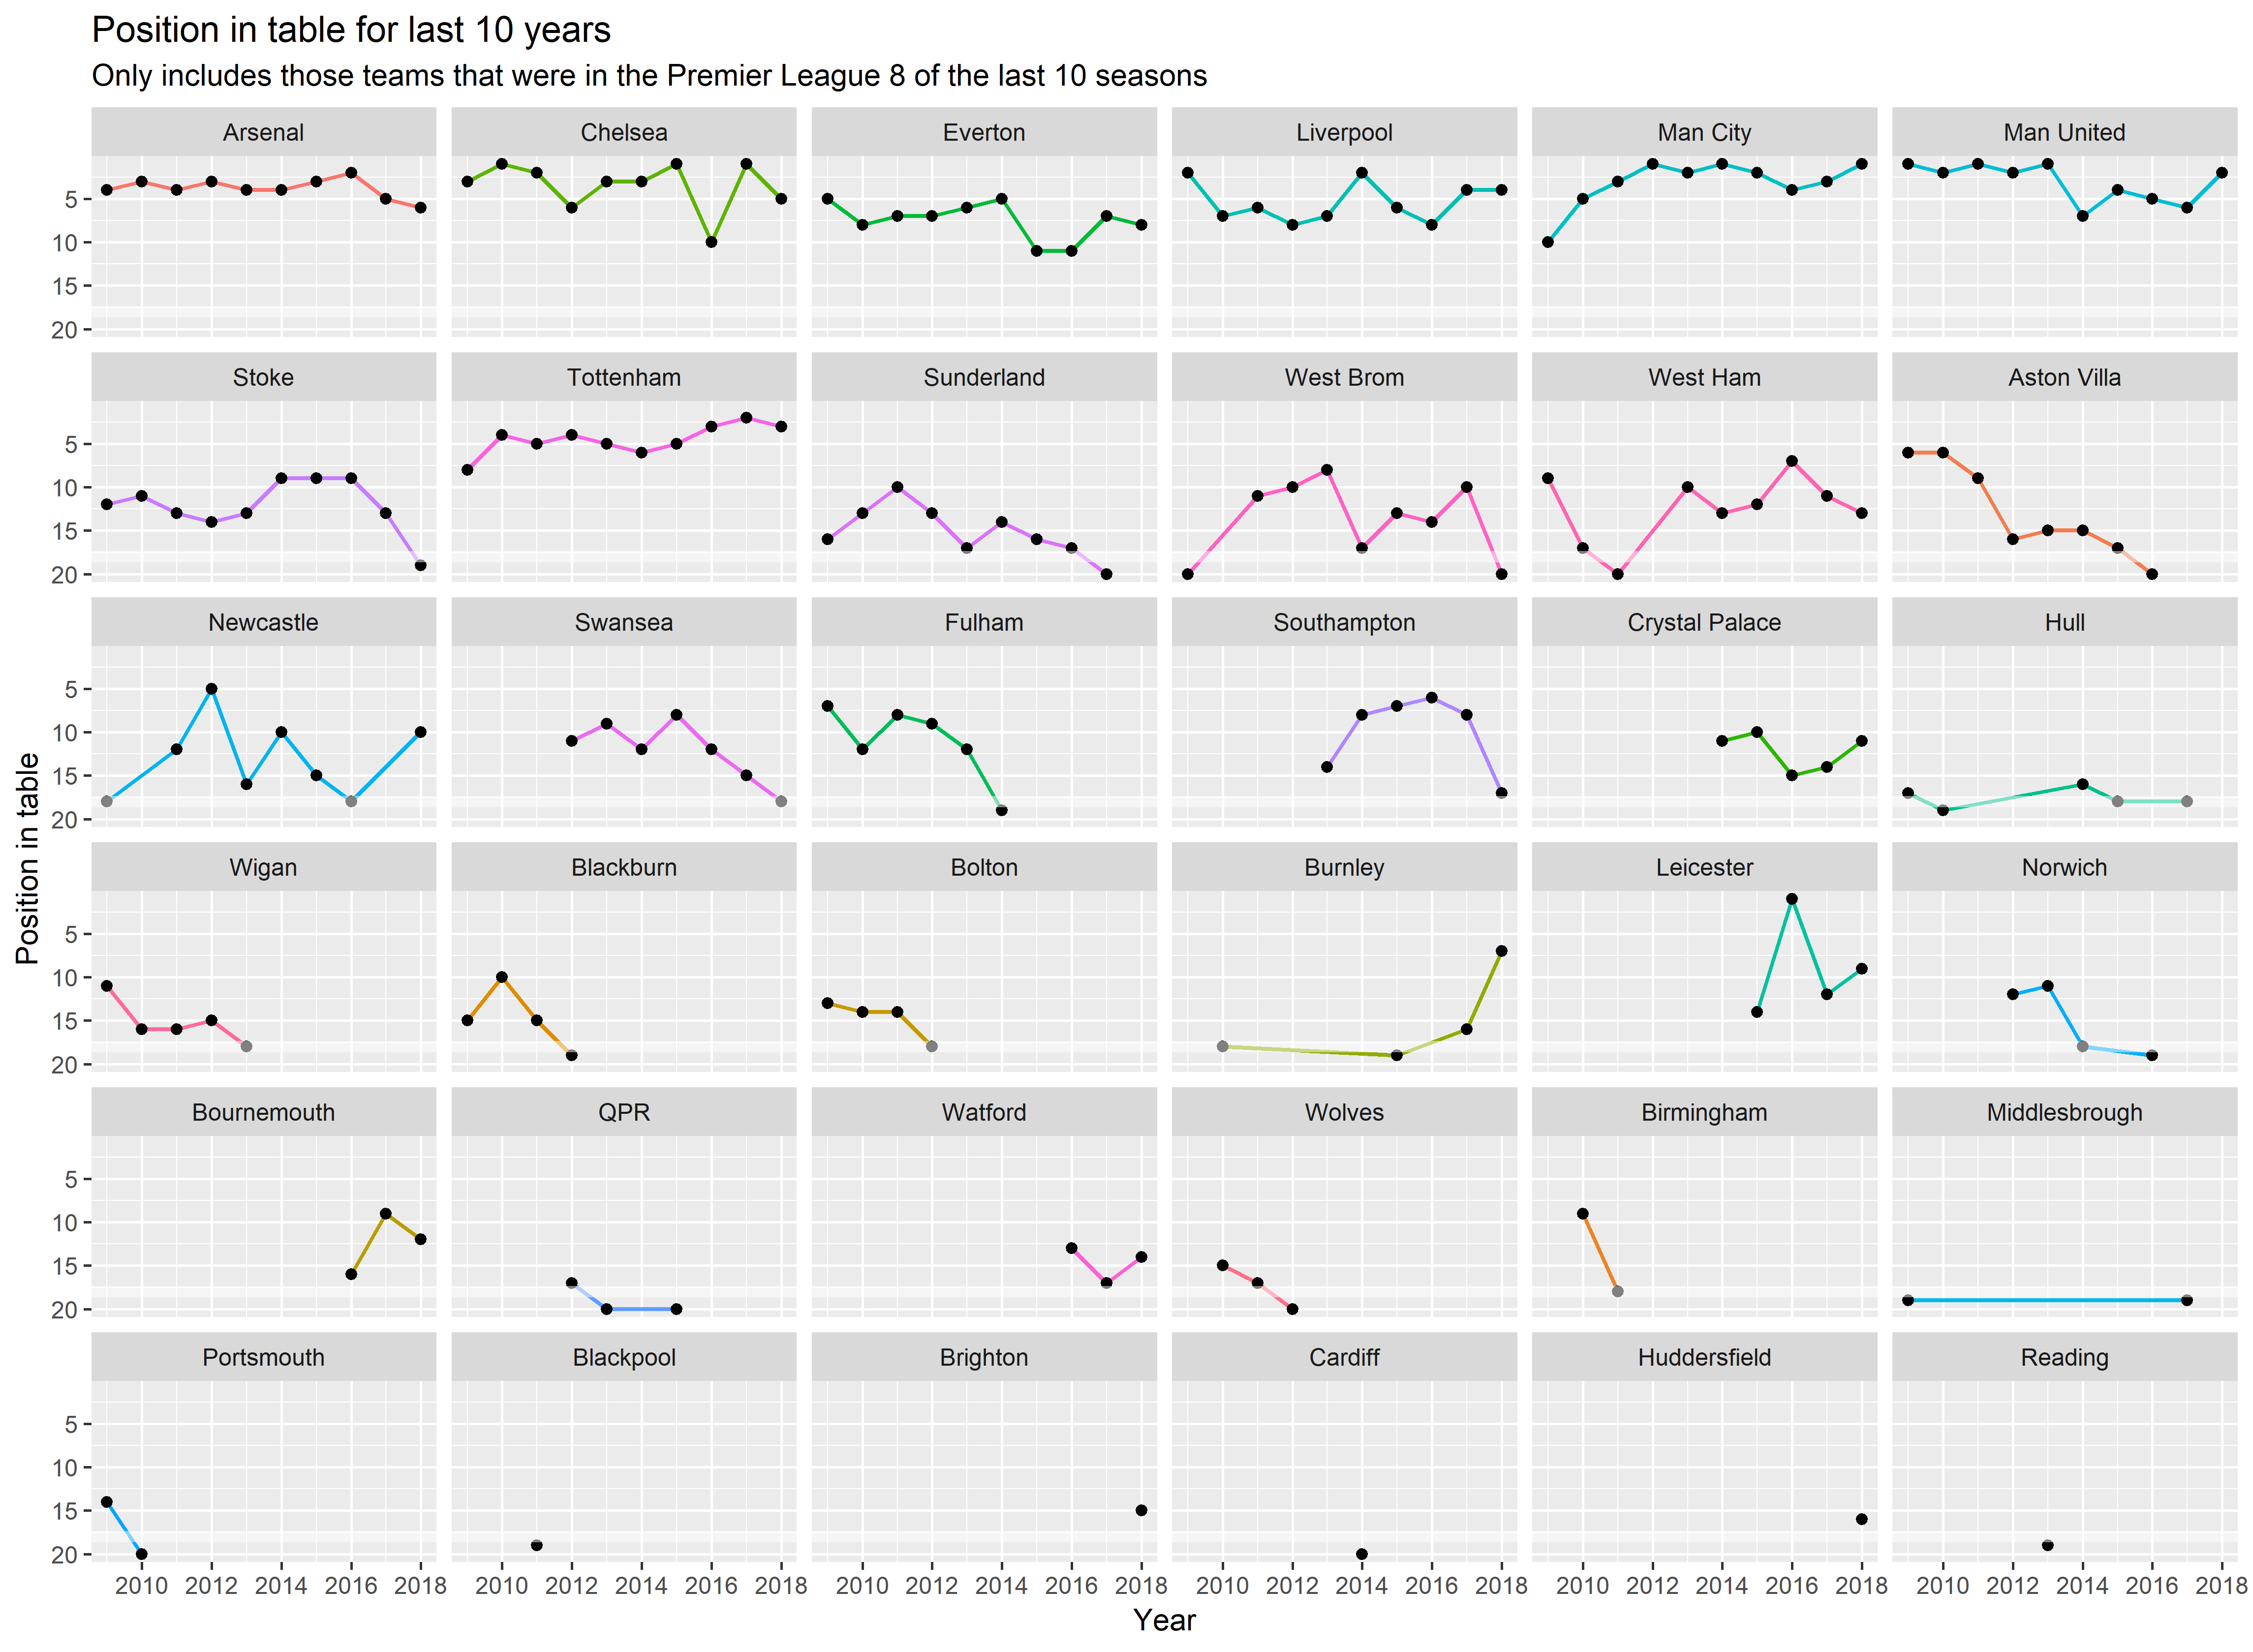 Position in table for last 10 years
Only includes those teams that were in the Premier League 8 of the last 10 seasons
Arsenal Chelsea Everton Liverpool Man City Man United
5
10
15
20
Stoke Tottenham Sunderland West Brom West Ham Aston Villa
5
10
15
20
Newcastle Swansea Fulham Southampton Crystal Palace Hull
5
10
15
20
Wigan Blackburn Bolton Burnley Leicester Norwich
5
10
15
20
Bournemouth QPR Watford Wolves Birmingham Middlesbrough
5
10
15
20
Portsmouth Blackpool Brighton Cardiff Huddersfield Reading
5
10
15
20
2010 2012 2014 2016 2018 2010 2012 2014 2016 2018 2010 2012 2014 2016 2018 2010 2012 2014 2016 2018 2010 2012 2014 2016 2018 2010 2012 2014 2016 2018
Year
Position in table